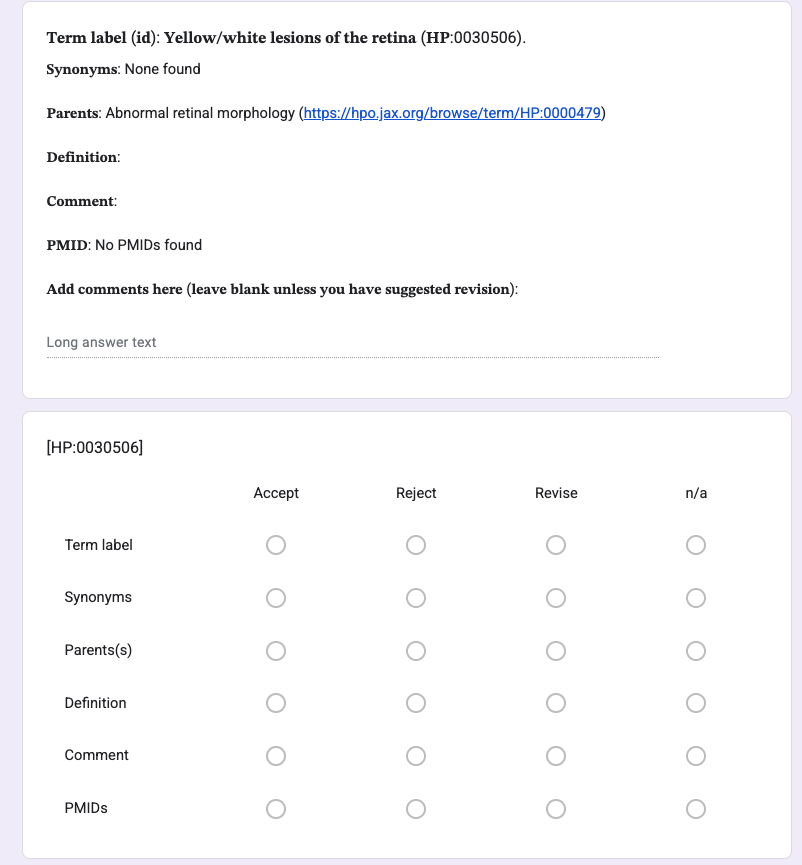 Term label (id): Yellow/white lesions of the retina (HP:0030506).
Synonyms: None found
Parents: Abnormal retinal morphology (https://hpo.jax.org/browse/term/HP:0000479)
Definition:
Comment:
PMID: No PMIDs found
Add comments here (leave blank unless you have suggested revision):
Long answer text
[HP:0030506]
Accept Reject Revise n/a
Term label
Synonyms
Parents(s)
Definition
Comment
PMIDs